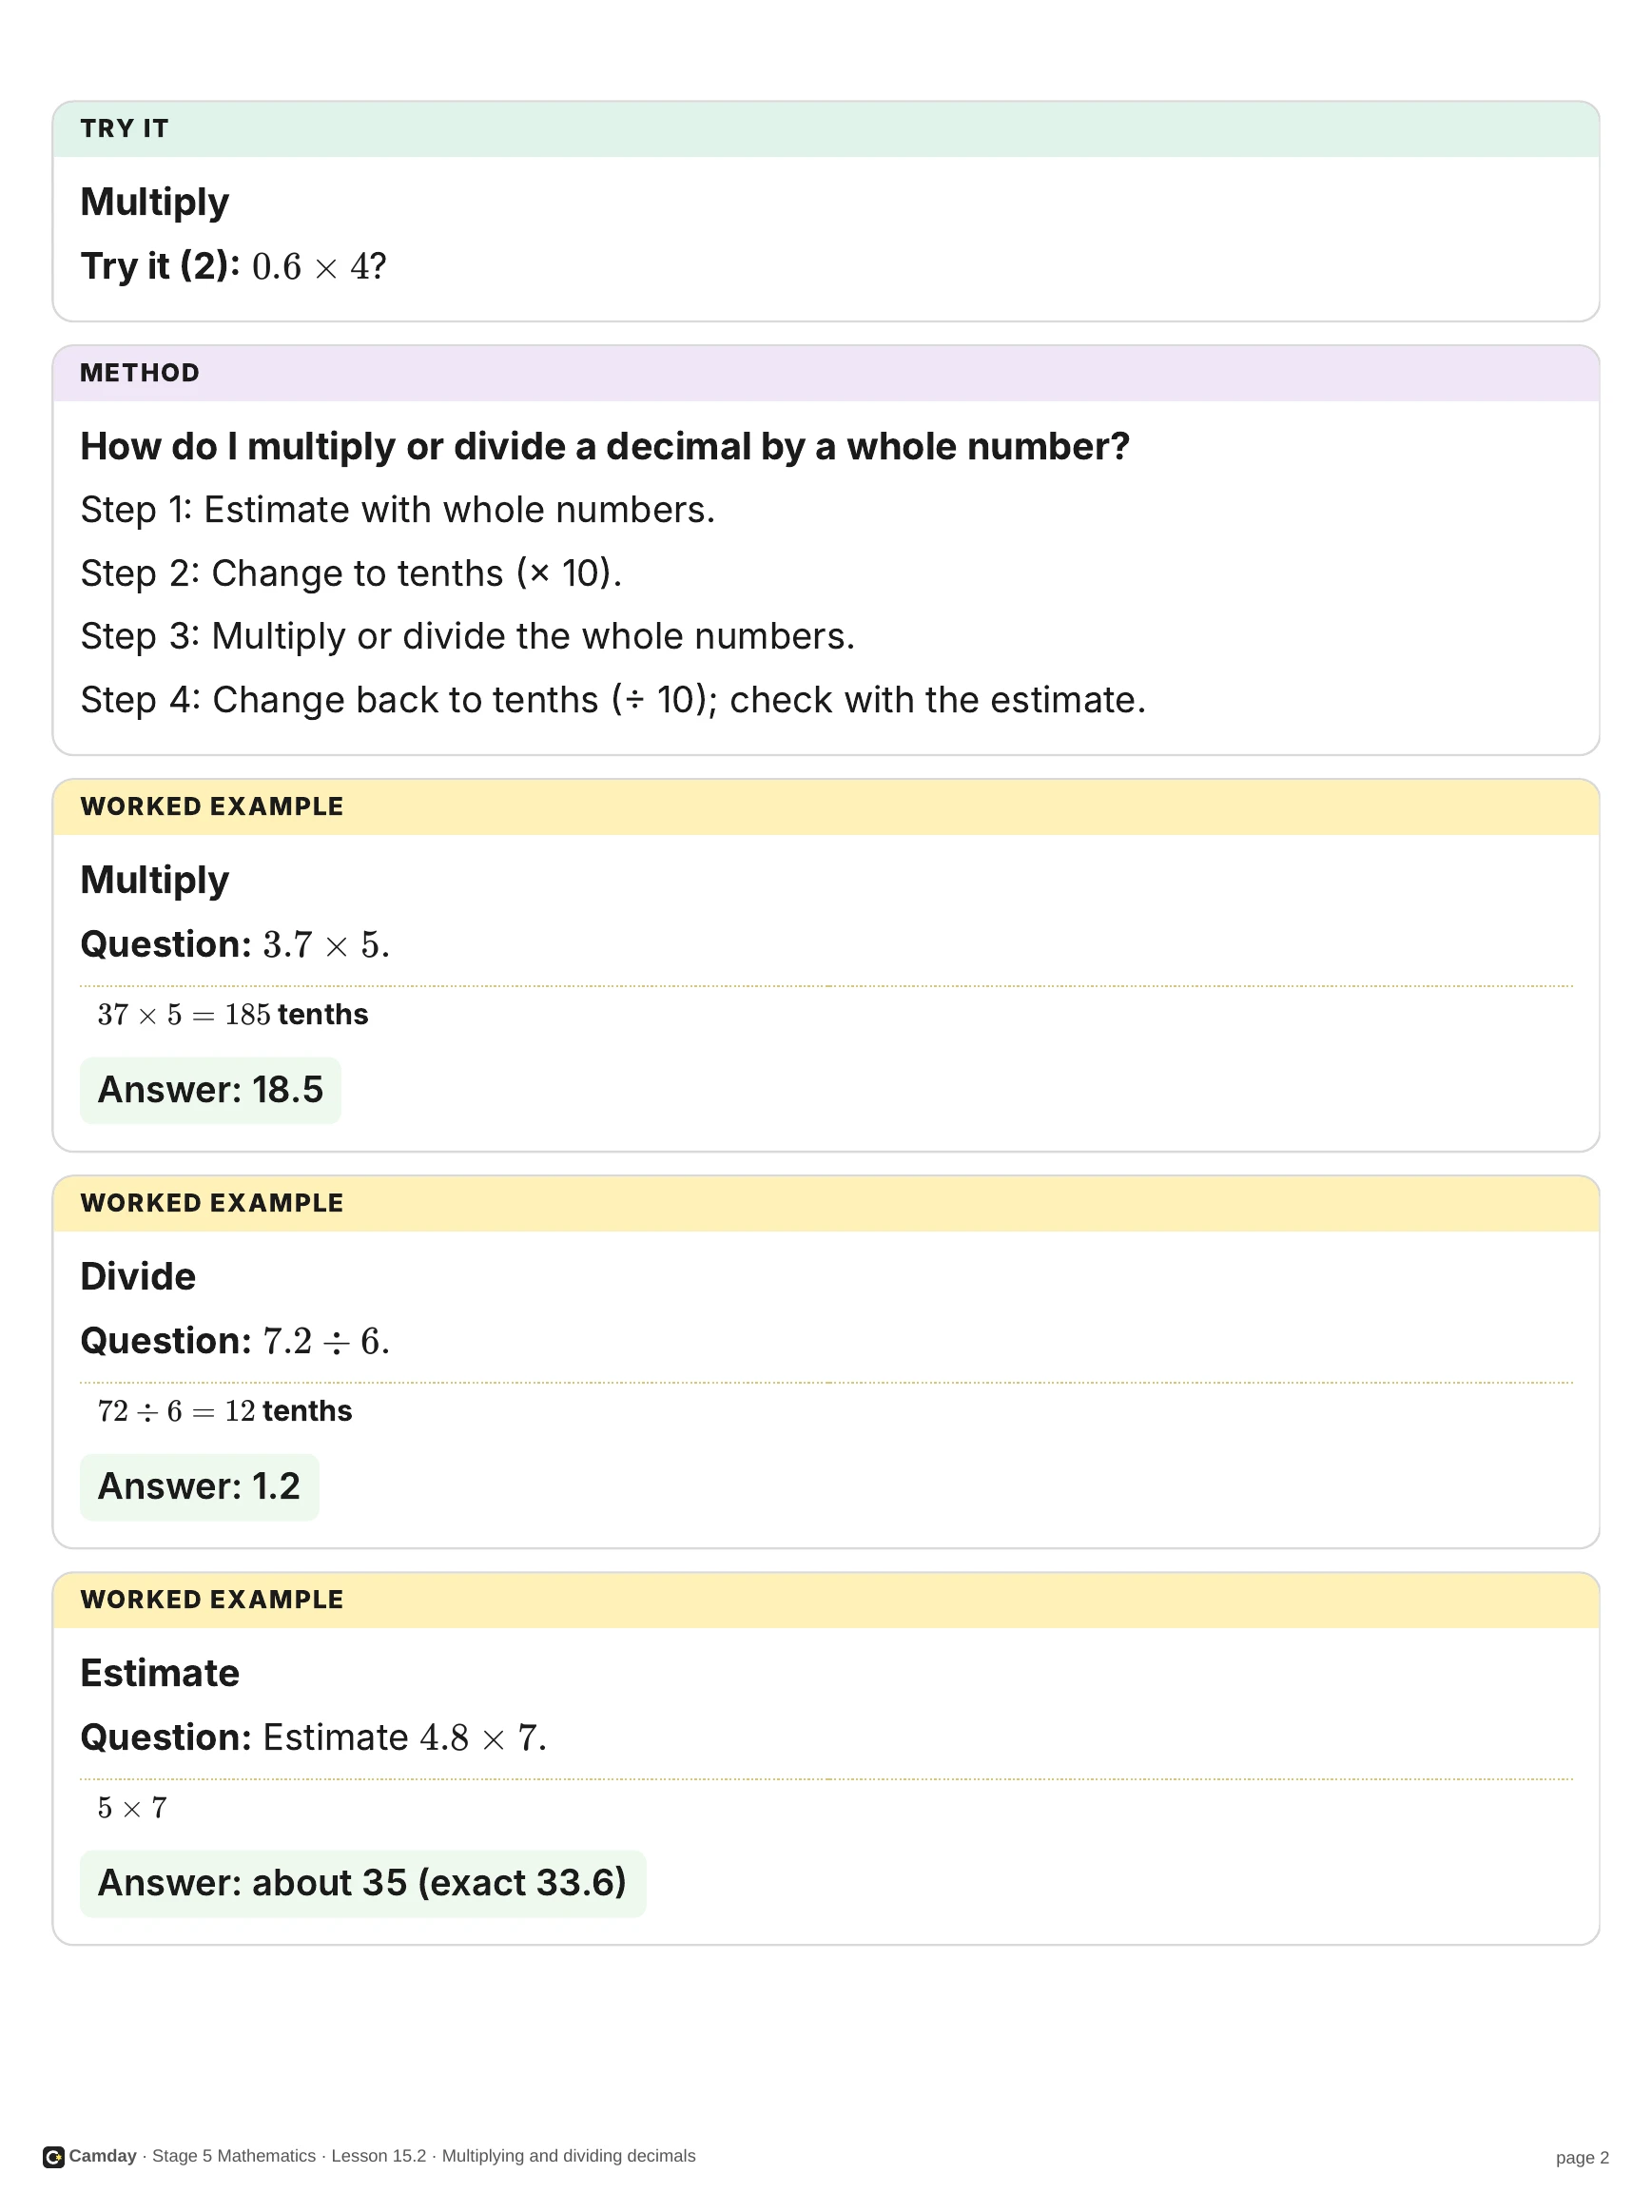 TRY IT
Multiply
Try it (2): 0.6 × 4?
METHOD
How do I multiply or divide a decimal by a whole number?
Step 1: Estimate with whole numbers.
Step 2: Change to tenths (× 10).
Step 3: Multiply or divide the whole numbers.
Step 4: Change back to tenths (÷ 10); check with the estimate.
WORKED EXAMPLE
Multiply
Question: 3.7 × 5.
37 × 5 = 185 tenths
Answer: 18.5
WORKED EXAMPLE
Divide
Question: 7.2 ÷ 6.
72 ÷ 6 = 12 tenths
Answer: 1.2
WORKED EXAMPLE
Estimate
Question: Estimate 4.8 × 7.
5 × 7
Answer: about 35 (exact 33.6)
Camday · Stage 5 Mathematics · Lesson 15.2 · Multiplying and dividing decimals
page 2